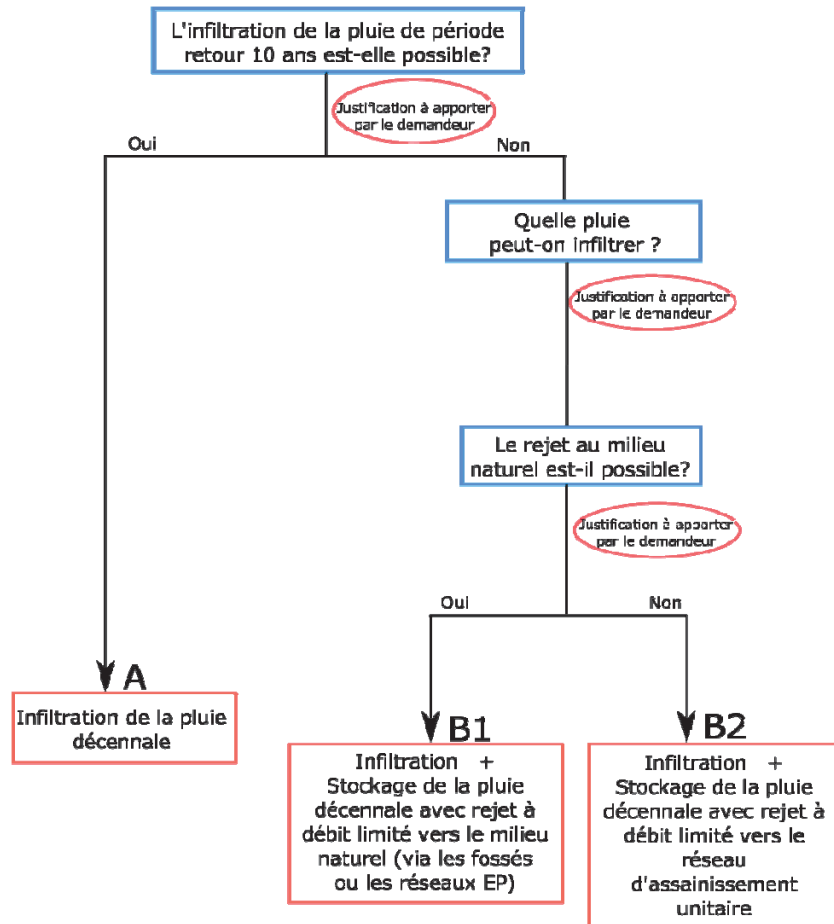 L'infiltration de la pluie de période
retour 10 ans est-elle possible?
Justification à apporter
par le demandeur
Oui
Non
Quelle pluie
peut-on infiltrer ?
Justification à apporter
par le demandeur
Le rejet au milieu
naturel est-il possible?
Justification à apporter
par le demandeur
Oui
Non
A
Infiltration de la pluie
décennale
B1
Infiltration +
Stockage de la pluie
décennale avec rejet à
débit limité vers le milieu
naturel (via les fossés
ou les réseaux EP)
B2
Infiltration +
Stockage de la pluie
décennale avec rejet à
débit limité vers le
réseau
d'assainissement
unitaire